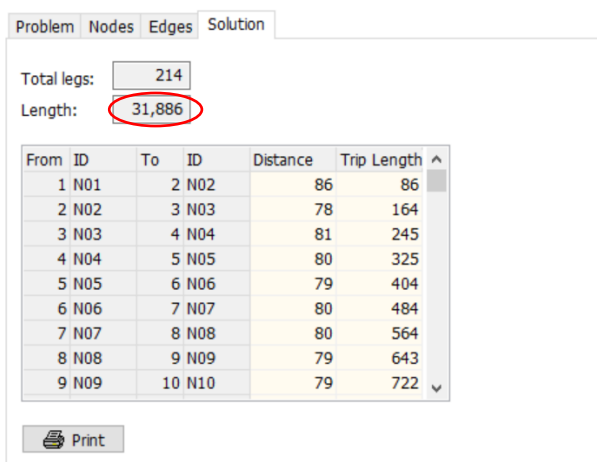 Problem Nodes Edges Solution
Total legs: 214
Length: 31,886
From ID To ID Distance Trip Length
1 N01 2 N02 86 86
2 N02 3 N03 78 164
3 N03 4 N04 81 245
4 N04 5 N05 80 325
5 N05 6 N06 79 404
6 N06 7 N07 80 484
7 N07 8 N08 80 564
8 N08 9 N09 79 643
9 N09 10 N10 79 722
Print